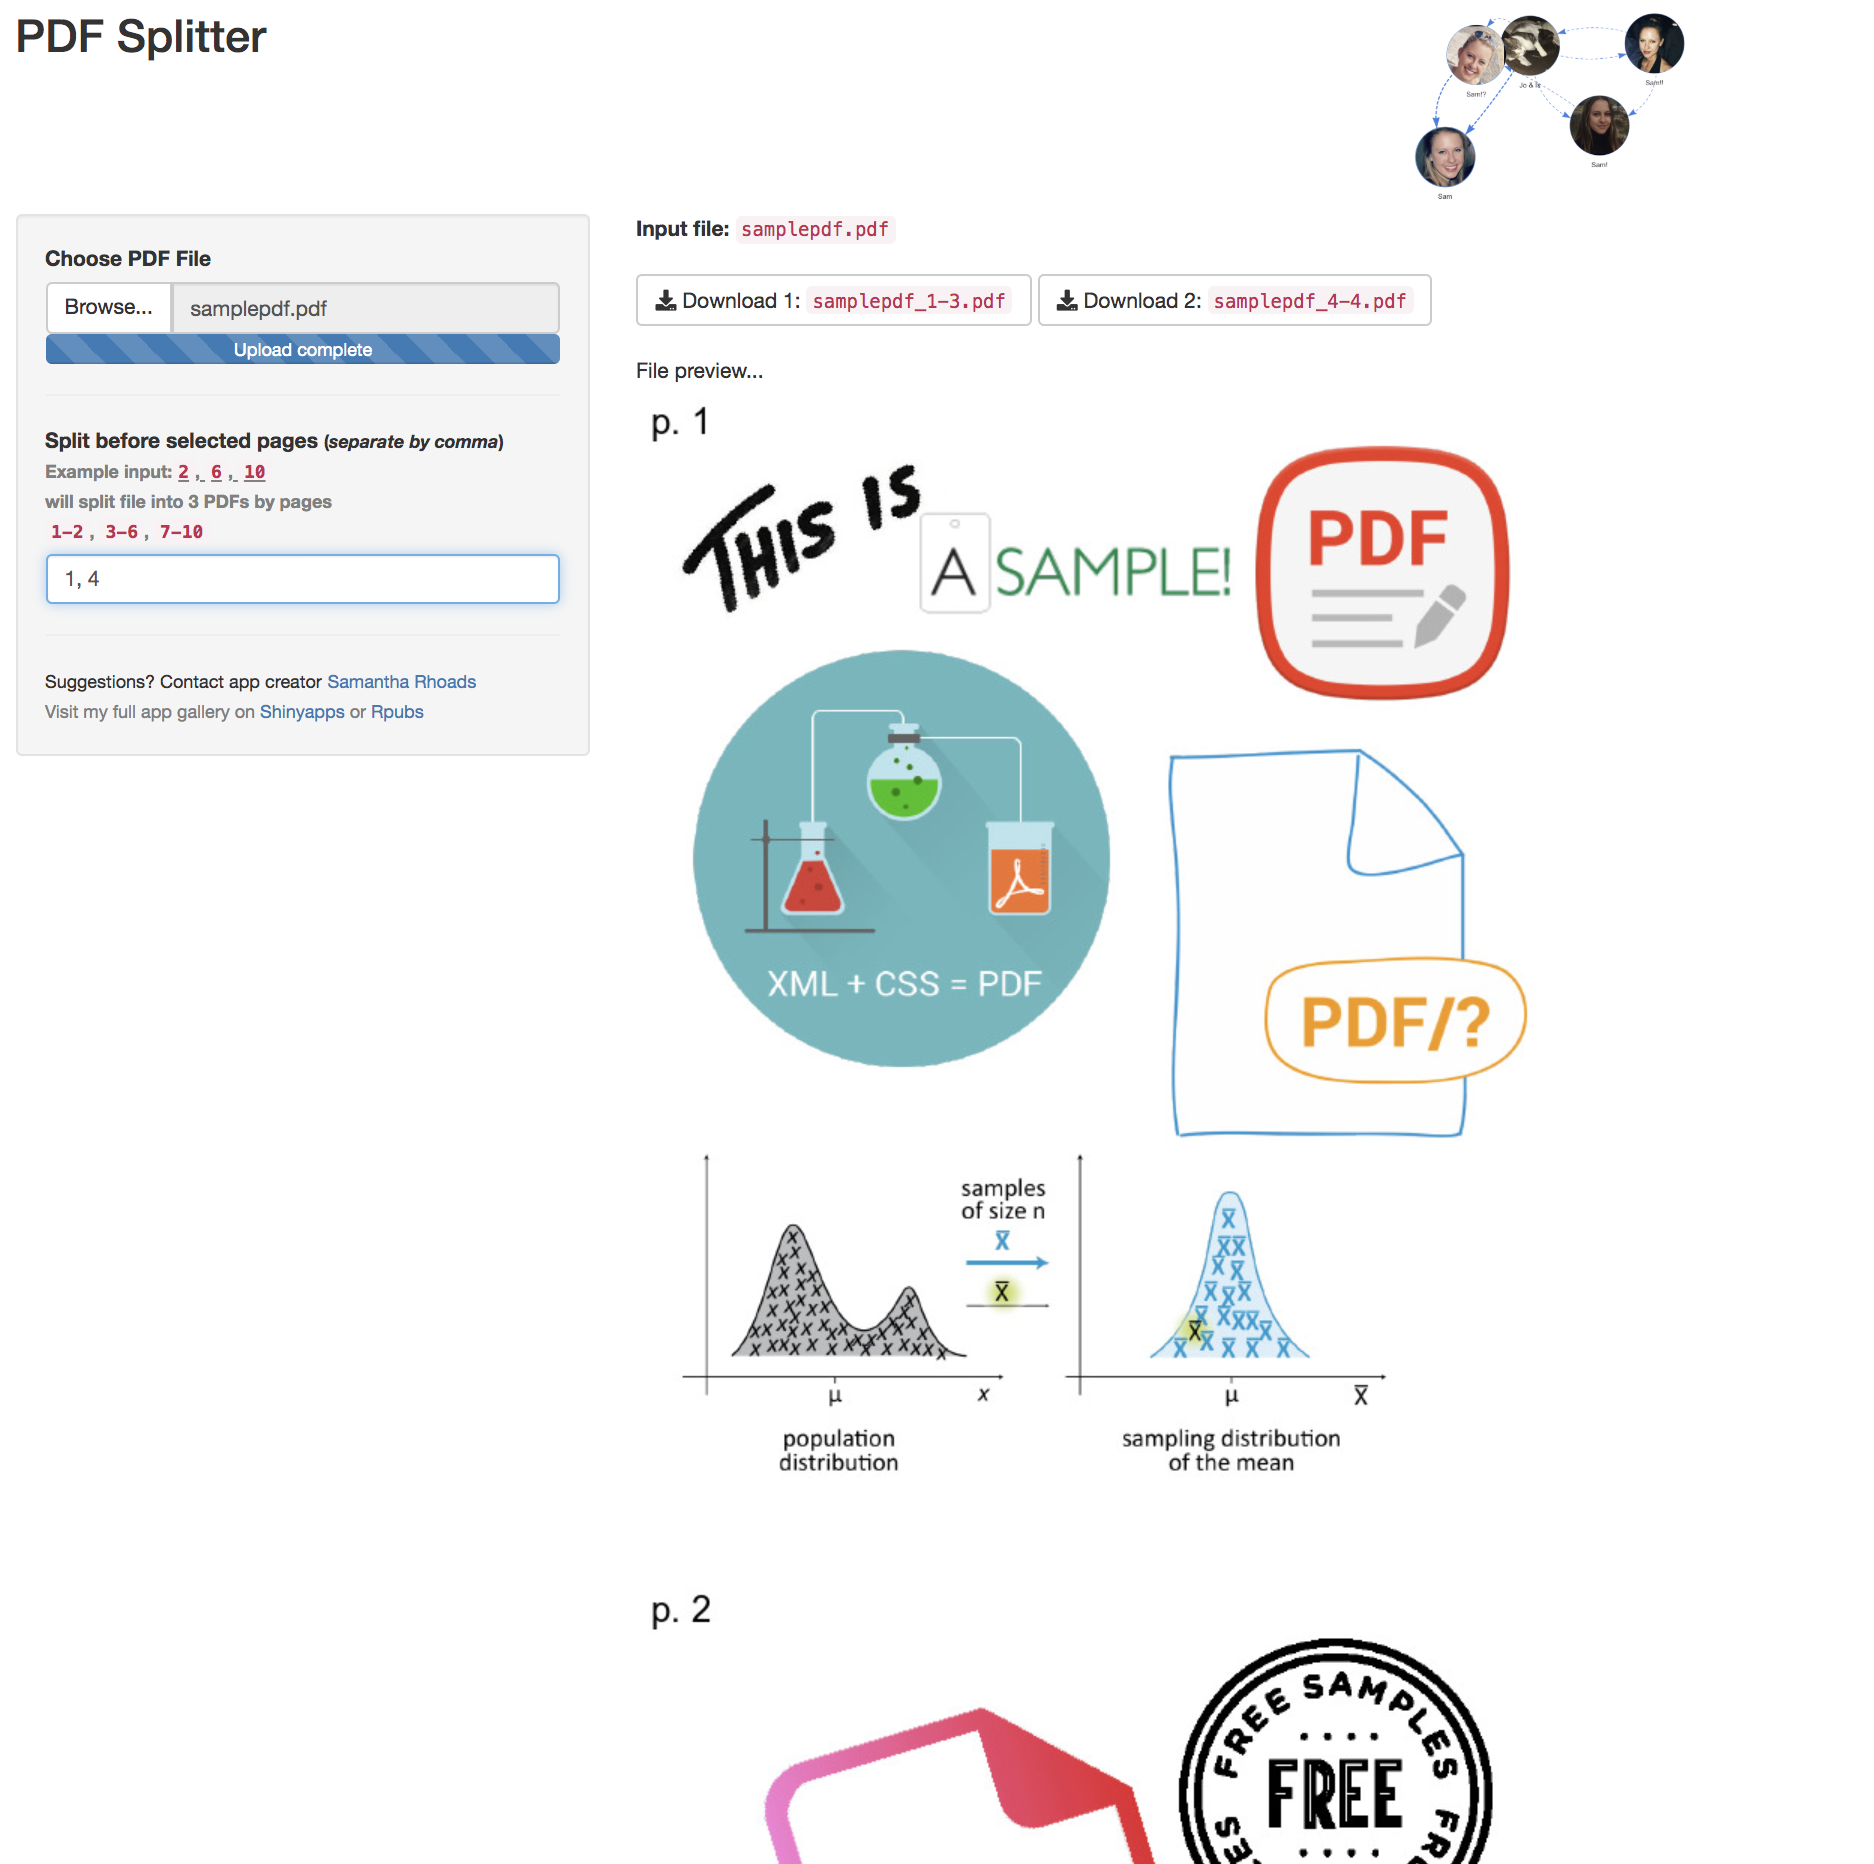 PDF Splitter
Sam!?
Jo & Is
Sam!!
Sam!
Sam
Choose PDF File
Browse...
samplepdf.pdf
Upload complete
Split before selected pages (separate by comma)
Example input: 2 , 6 , 10
will split file into 3 PDFs by pages
1-2 , 3-6 , 7-10
1, 4
Suggestions? Contact app creator Samantha Rhoads
Visit my full app gallery on Shinyapps or Rpubs
Input file: samplepdf.pdf
Download 1: samplepdf_1-3.pdf
Download 2: samplepdf_4-4.pdf
File preview...
p. 1
THIS IS
A SAMPLE!
PDF
XML + CSS = PDF
PDF/?
samples
of size n
X̅
X̅
μ
x
μ
X̅
population
distribution
sampling distribution
of the mean
p. 2
FREE SAMPLES
FREE